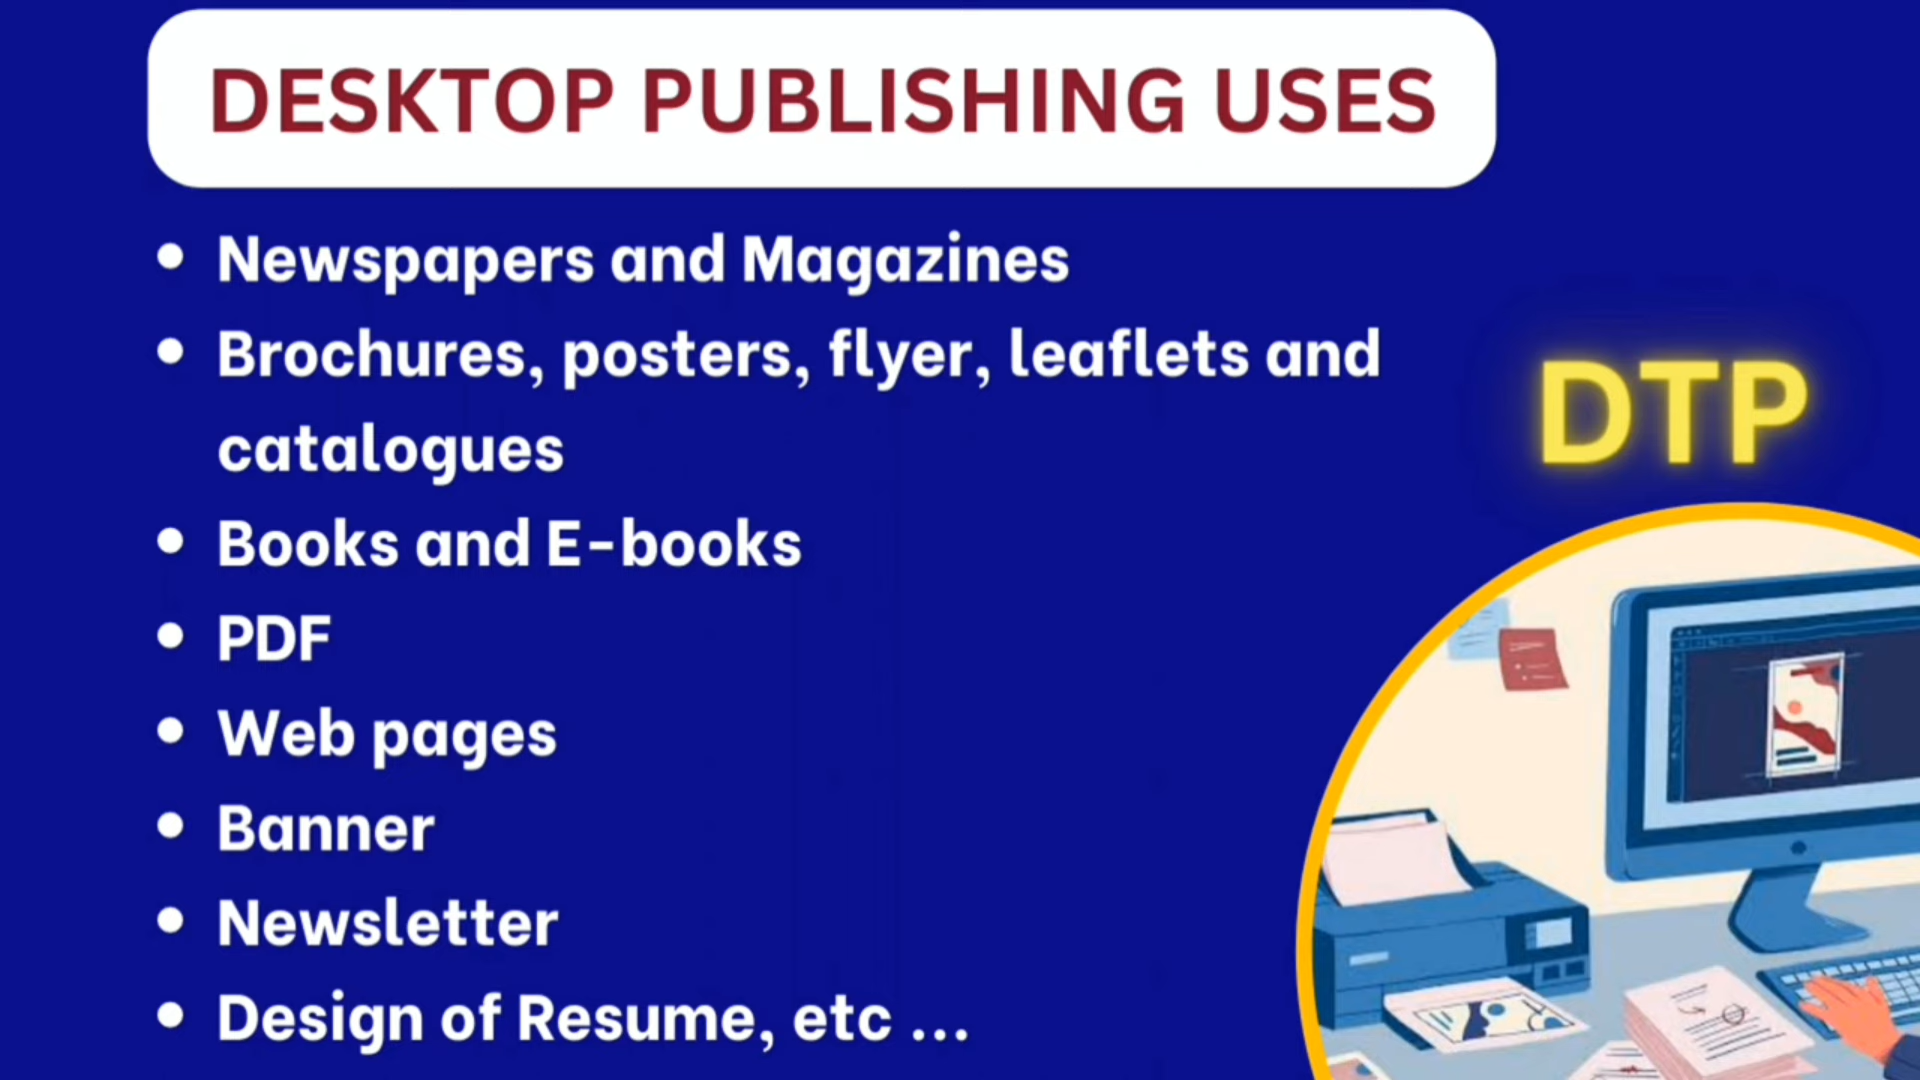 DESKTOP PUBLISHING USES
• Newspapers and Magazines
• Brochures, posters, flyer, leaflets and
catalogues
• Books and E-books
• PDF
• Web pages
• Banner
• Newsletter
• Design of Resume, etc ...
DTP